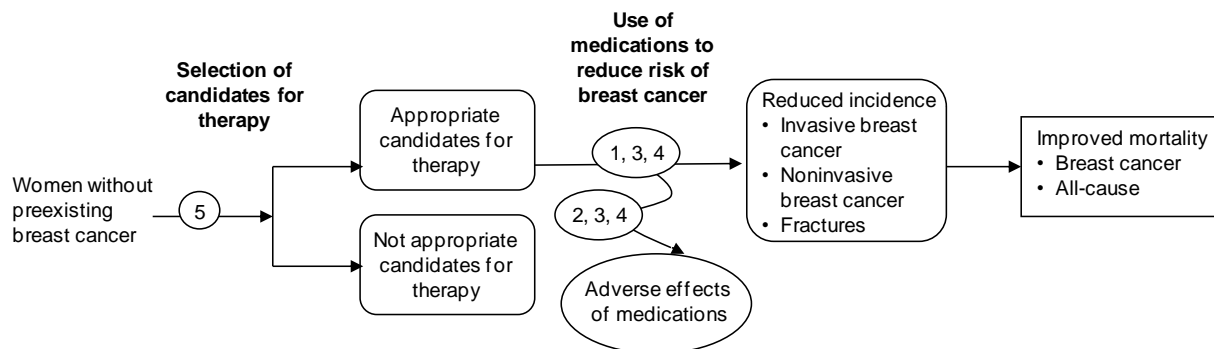 Selection of
candidates for
therapy
Use of
medications to
reduce risk of
breast cancer
Women without
preexisting
breast cancer
5
Appropriate
candidates for
therapy
Not appropriate
candidates for
therapy
1, 3, 4
2, 3, 4
Adverse effects
of medications
Reduced incidence
• Invasive breast
cancer
• Noninvasive
breast cancer
• Fractures
Improved mortality
• Breast cancer
• All-cause